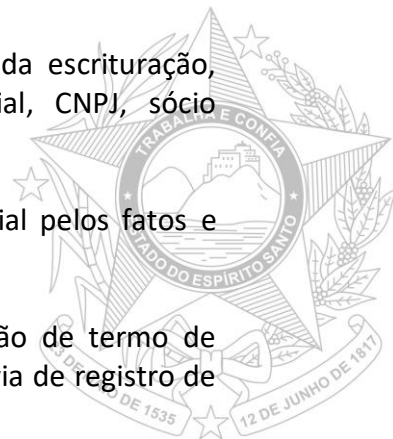 da escrituração,
ial, CNPJ, sócio
TRABALHA E CONFIA
ial pelos fatos e
ESTADO DO ESPÍRITO SANTO
ão de termo de
ria de registro de
23 DE MAIO DE 1535
12 DE JUNHO DE 1817